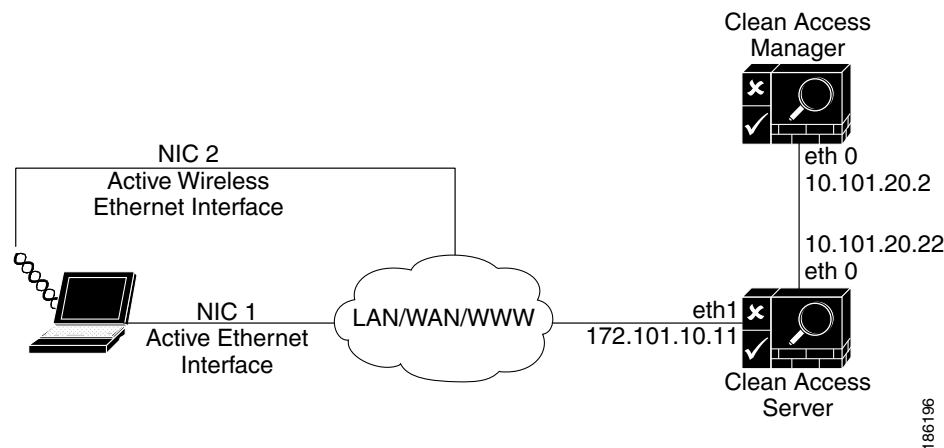 Clean Access
Manager
eth 0
10.101.20.2
NIC 2
Active Wireless
Ethernet Interface
10.101.20.22
eth 0
NIC 1
Active Ethernet
Interface
LAN/WAN/WWW
eth1
172.101.10.11
Clean Access
Server
186196